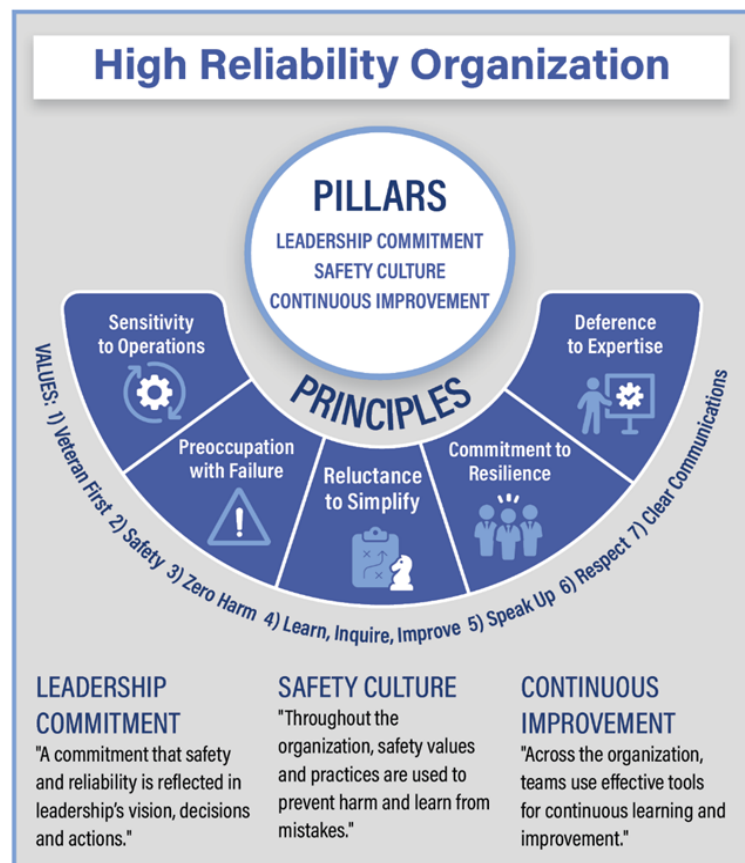 High Reliability Organization
PILLARS
LEADERSHIP COMMITMENT
SAFETY CULTURE
CONTINUOUS IMPROVEMENT
PRINCIPLES
Sensitivity
to Operations
Preoccupation
with Failure
Reluctance
to Simplify
Commitment to
Resilience
Deference
to Expertise
VALUES: 1) Veteran First 2) Safety 3) Zero Harm 4) Learn, Inquire, Improve 5) Speak Up 6) Respect 7) Clear Communications
LEADERSHIP
COMMITMENT
"A commitment that safety
and reliability is reflected in
leadership's vision, decisions
and actions."
SAFETY CULTURE
"Throughout the
organization, safety values
and practices are used to
prevent harm and learn from
mistakes."
CONTINUOUS
IMPROVEMENT
"Across the organization,
teams use effective tools
for continuous learning and
improvement."